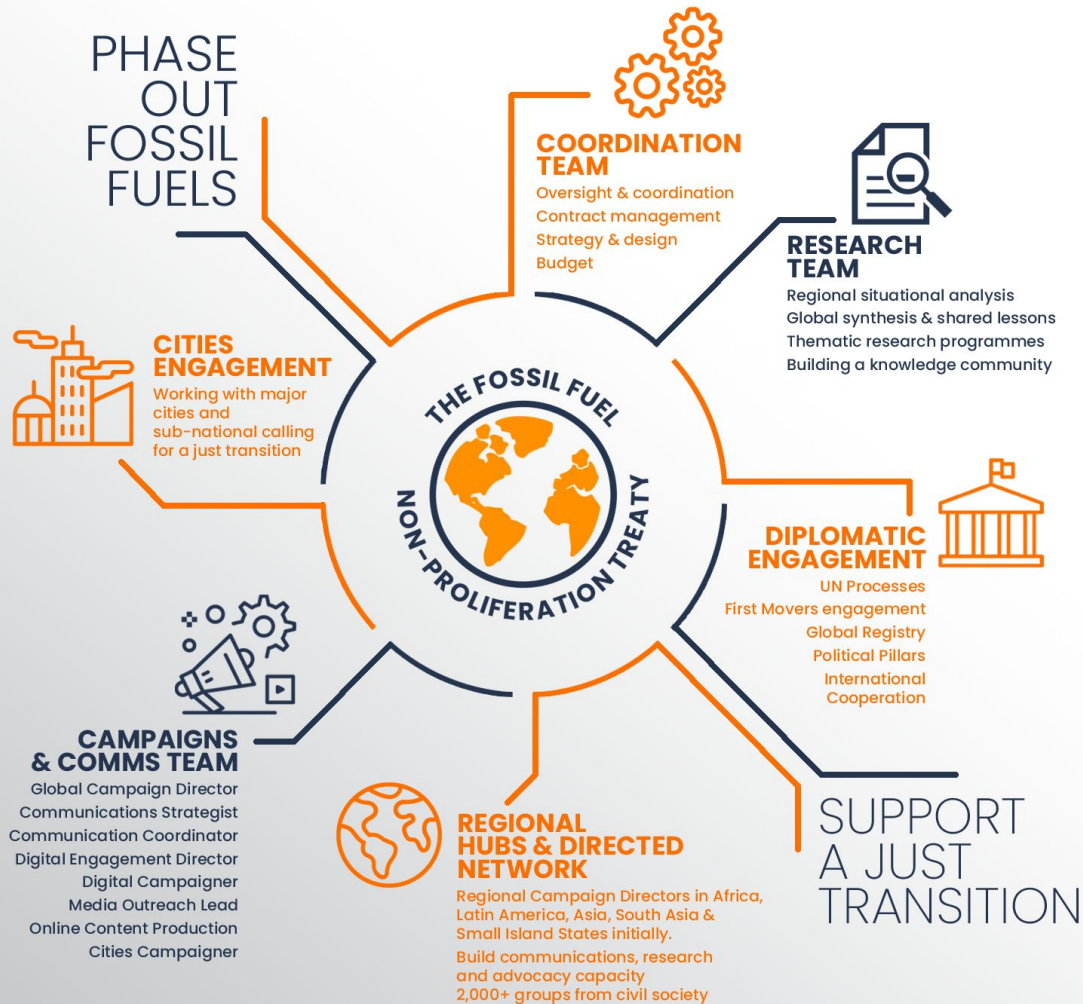 PHASE
OUT
FOSSIL
FUELS
COORDINATION
TEAM
Oversight & coordination
Contract management
Strategy & design
Budget
RESEARCH
TEAM
Regional situational analysis
Global synthesis & shared lessons
Thematic research programmes
Building a knowledge community
CITIES
ENGAGEMENT
Working with major
cities and
sub-national calling
for a just transition
THE FOSSIL FUEL
NON-PROLIFERATION TREATY
DIPLOMATIC
ENGAGEMENT
UN Processes
First Movers engagement
Global Registry
Political Pillars
International
Cooperation
CAMPAIGNS
& COMMS TEAM
Global Campaign Director
Communications Strategist
Communication Coordinator
Digital Engagement Director
Digital Campaigner
Media Outreach Lead
Online Content Production
Cities Campaigner
REGIONAL
HUBS & DIRECTED
NETWORK
Regional Campaign Directors in Africa,
Latin America, Asia, South Asia &
Small Island States initially.
Build communications, research
and advocacy capacity
2,000+ groups from civil society
SUPPORT
A JUST
TRANSITION